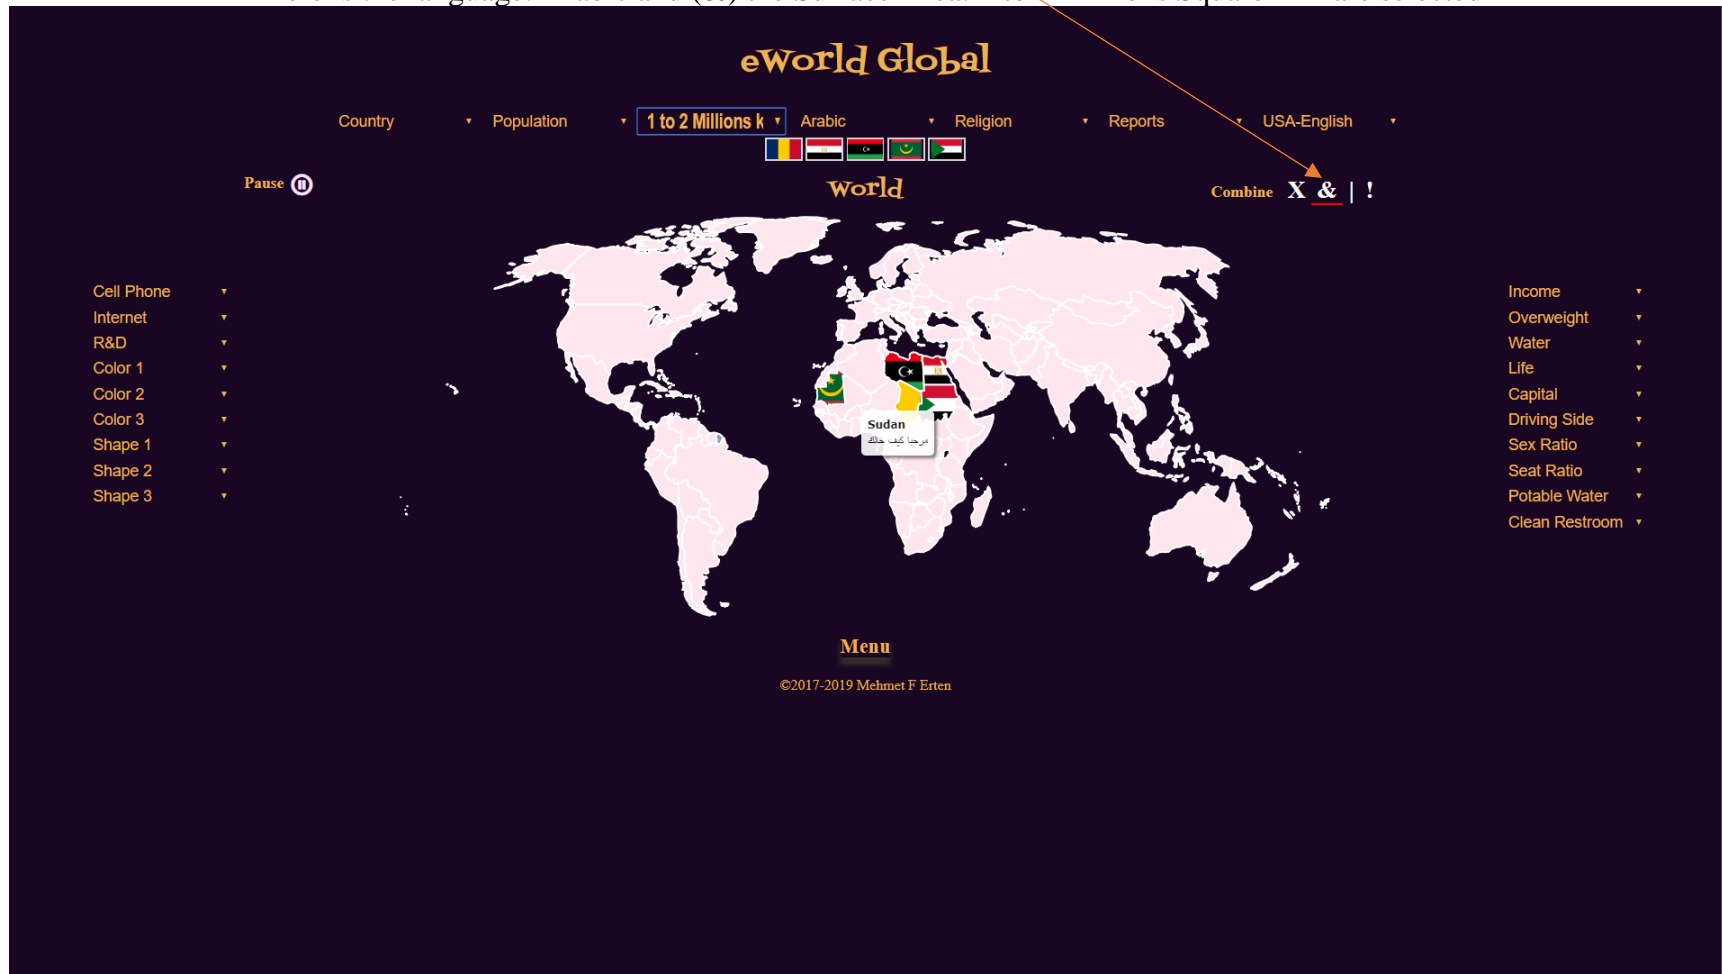 eWorld Global
Country Population 1 to 2 Millions k Arabic Religion Reports USA-English
Pause World Combine X & | !
Cell Phone
Internet
R&D
Color 1
Color 2
Color 3
Shape 1
Shape 2
Shape 3
Sudan
مرحبا كيف حالك
Income
Overweight
Water
Life
Capital
Driving Side
Sex Ratio
Seat Ratio
Potable Water
Clean Restroom
Menu
©2017-2019 Mehmet F Erten